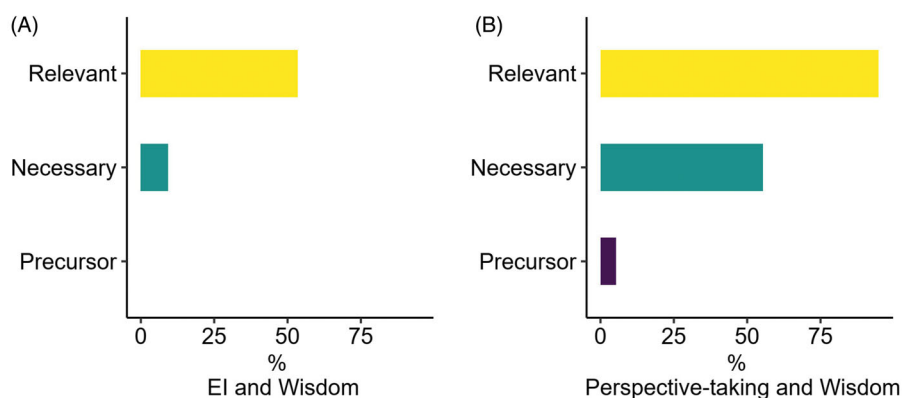 (A)
Relevant
Necessary
Precursor
0 25 50 75
%
EI and Wisdom
(B)
Relevant
Necessary
Precursor
0 25 50 75
%
Perspective-taking and Wisdom